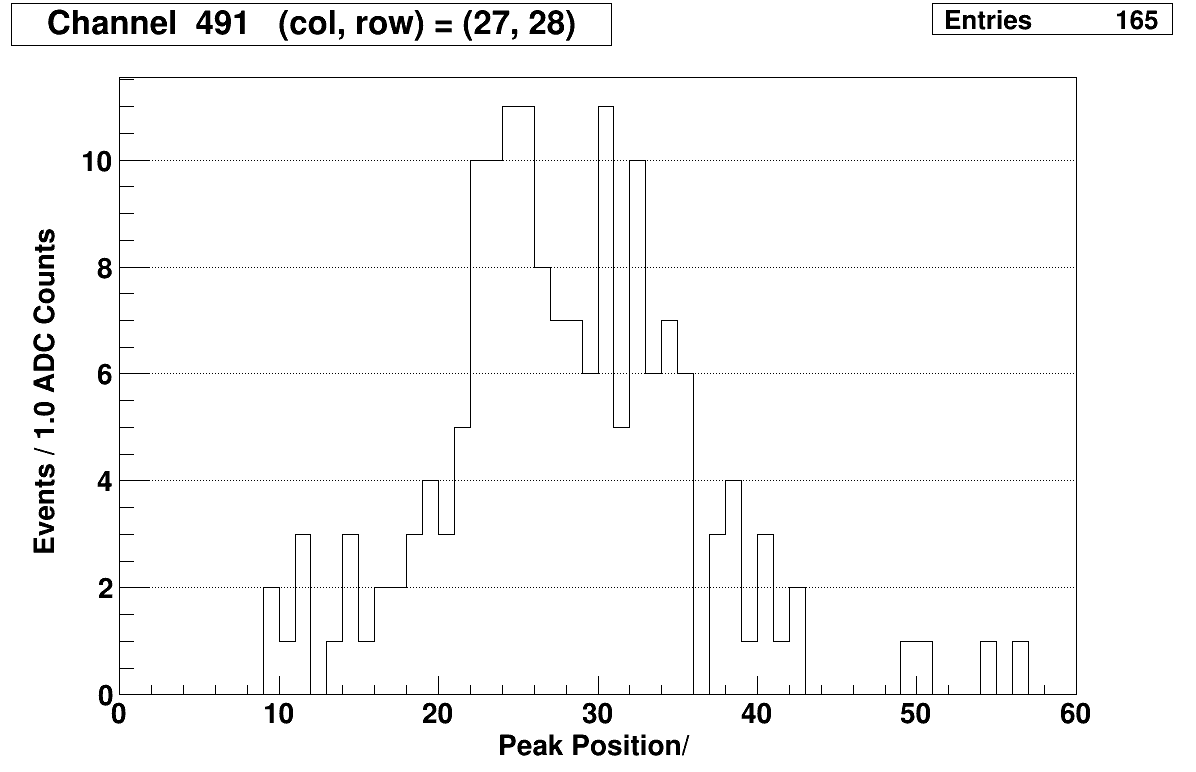 Channel 491 (col, row) = (27, 28)
Entries 165
Events / 1.0 ADC Counts
10
8
6
4
2
0
0 10 20 30 40 50 60
Peak Position/